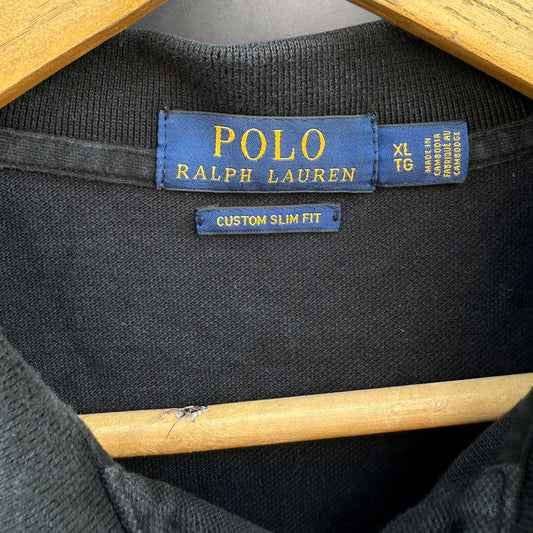 POLO
RALPH LAUREN
XL
TG
MADE IN
CAMBODIA
FABRIQUÉ AU
CAMBODGE
CUSTOM SLIM FIT